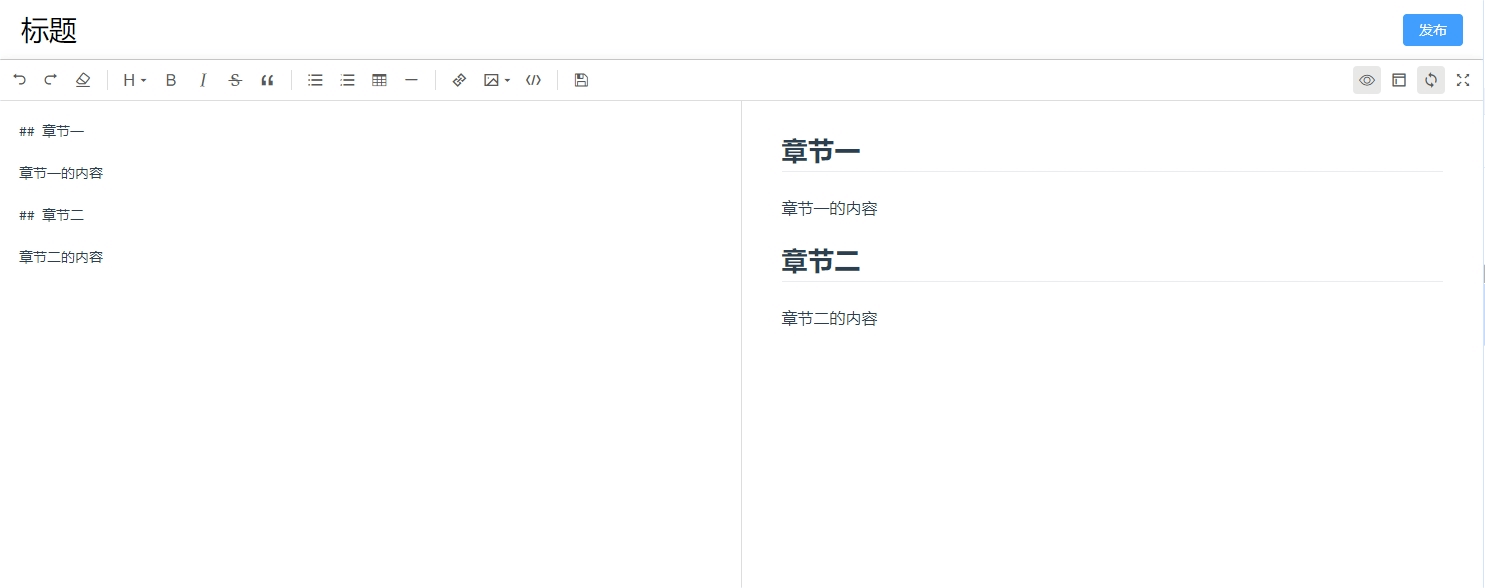 标题
发布
H B I S
## 章节一
章节一的内容
## 章节二
章节二的内容
章节一
章节一的内容
章节二
章节二的内容